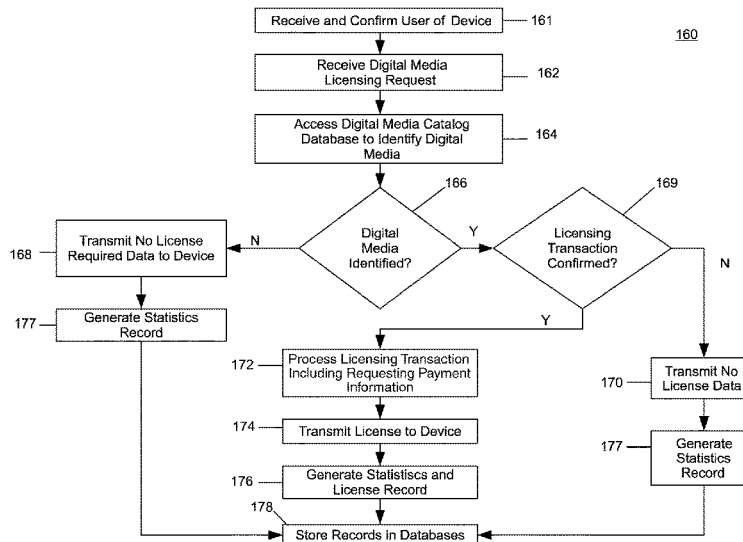 Receive and Confirm User of Device
161
160
Receive Digital Media
Licensing Request
162
Access Digital Media Catalog
Database to Identify Digital
Media
164
166
169
Digital
Media
Identified?
N
Y
Licensing
Transaction
Confirmed?
N
Y
168
Transmit No License
Required Data to Device
177
Generate Statistics
Record
172
Process Licensing Transaction
Including Requesting Payment
Information
170
Transmit No
License Data
174
Transmit License to Device
177
Generate
Statistics
Record
176
Generate Statistiscs and
License Record
178
Store Records in Databases